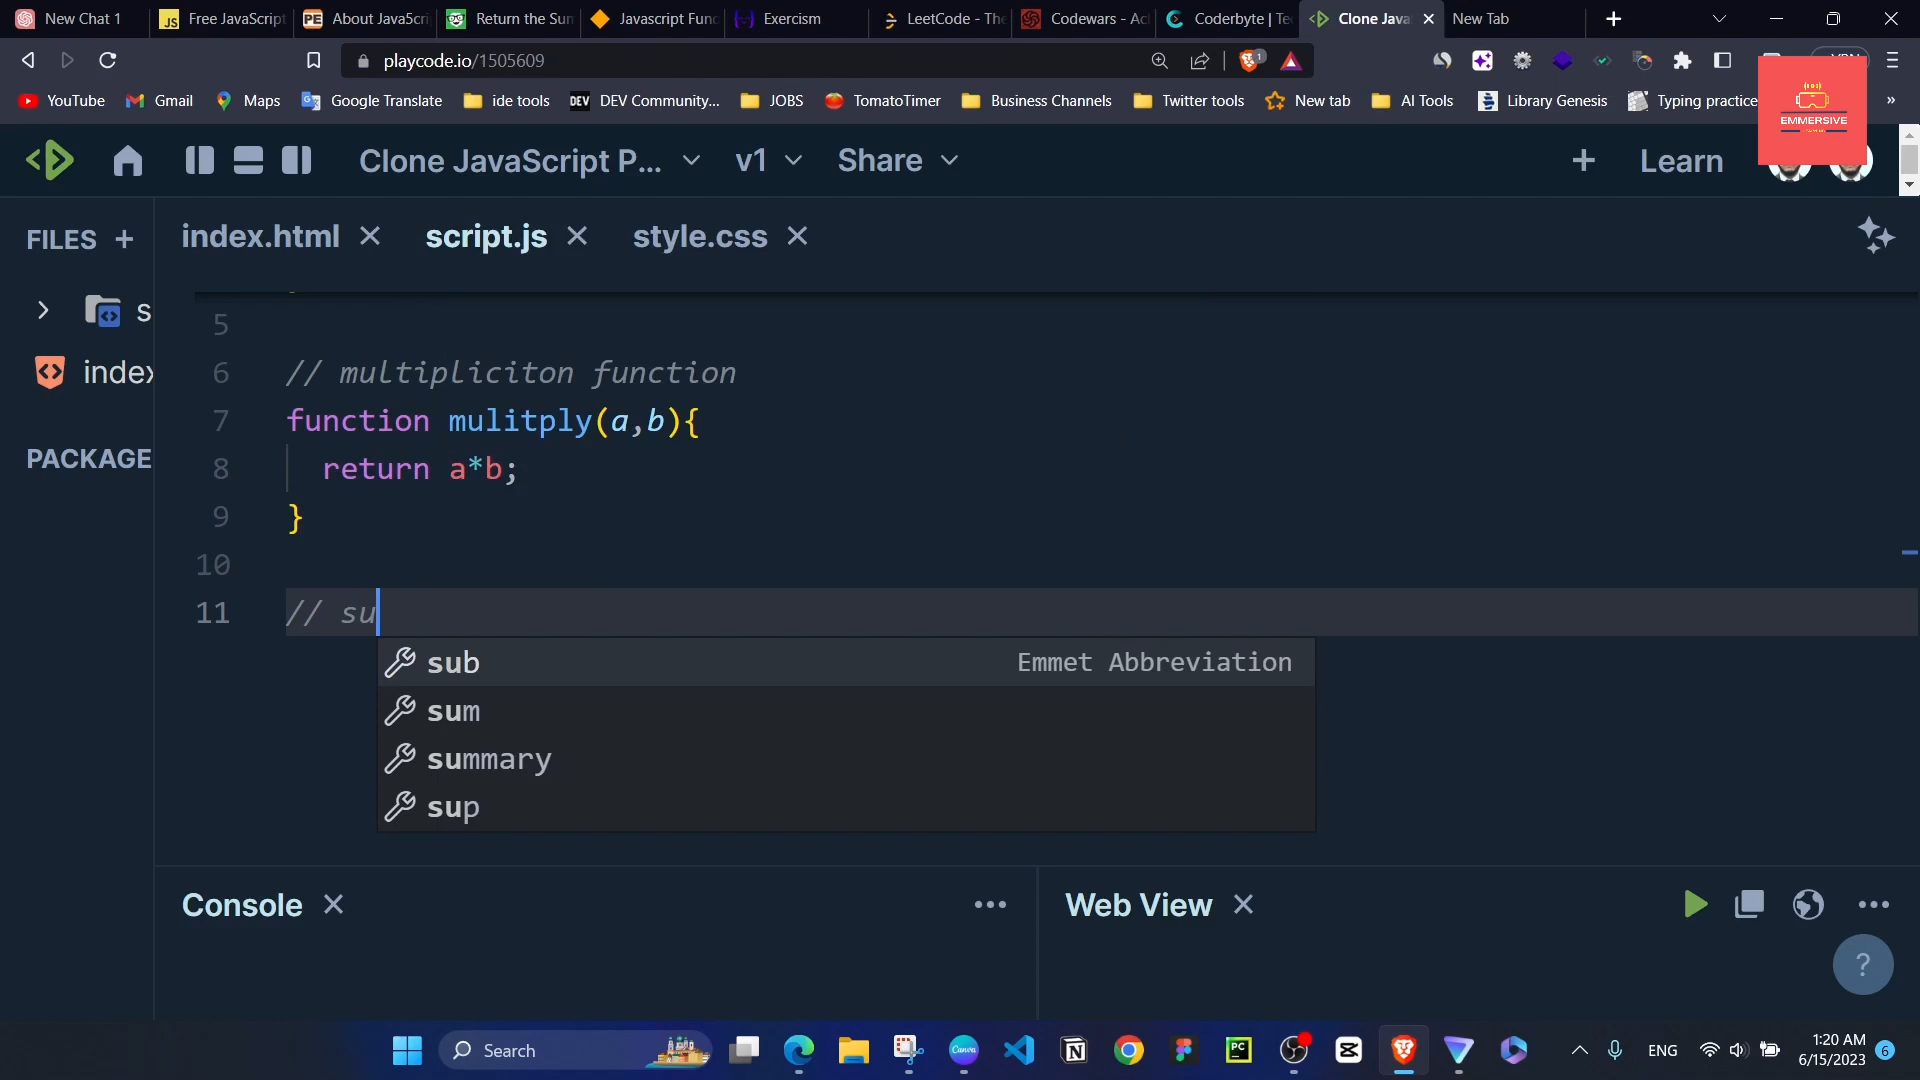 New Chat 1
Free JavaScript
About JavaScri
Return the Sum
Javascript Func
Exercism
LeetCode - The
Codewars - Ach
Coderbyte | Te
Clone Java
New Tab
playcode.io/1505609
YouTube
Gmail
Maps
Google Translate
ide tools
DEV Community...
JOBS
TomatoTimer
Business Channels
Twitter tools
New tab
AI Tools
Library Genesis
Typing practice
EMMERSIVE
Clone JavaScript P...
v1
Share
Learn
FILES
index.html
script.js
style.css
s
index
PACKAGE
5
6 // multipliciton function
7 function mulitply(a,b){
8 return a*b;
9 }
10
11 // su
sub Emmet Abbreviation
sum
summary
sup
Console
Web View
?
Search
ENG
1:20 AM
6/15/2023
6